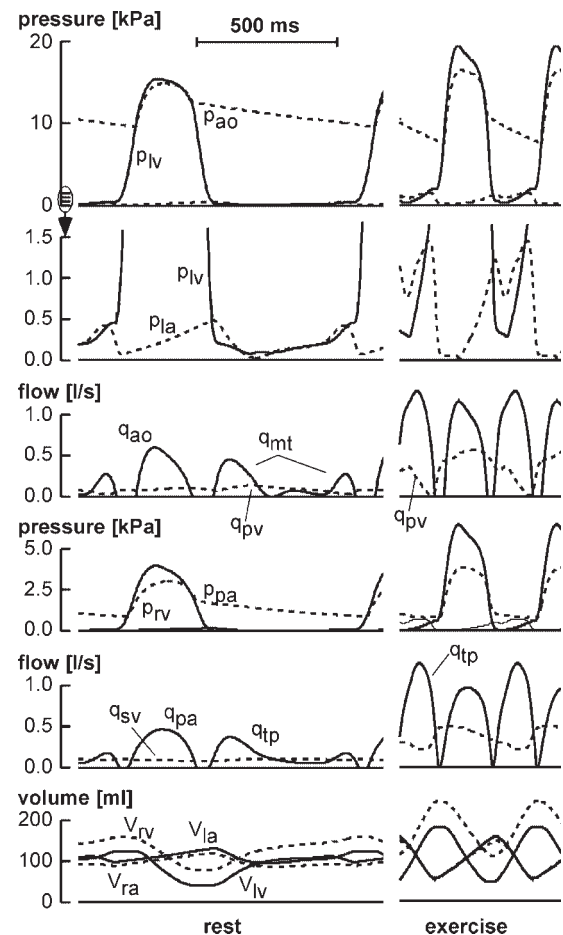 pressure [kPa]
500 ms
20
10
0
p_ao
p_lv
1.5
1.0
0.5
0.0
p_lv
p_la
flow [l/s]
1.0
0.5
0.0
q_ao
q_mt
q_pv
q_pv
pressure [kPa]
5.0
2.5
0.0
p_pa
p_rv
flow [l/s]
1.0
0.5
0.0
q_sv
q_pa
q_tp
q_tp
volume [ml]
200
100
0
V_rv
V_la
V_ra
V_lv
rest
exercise